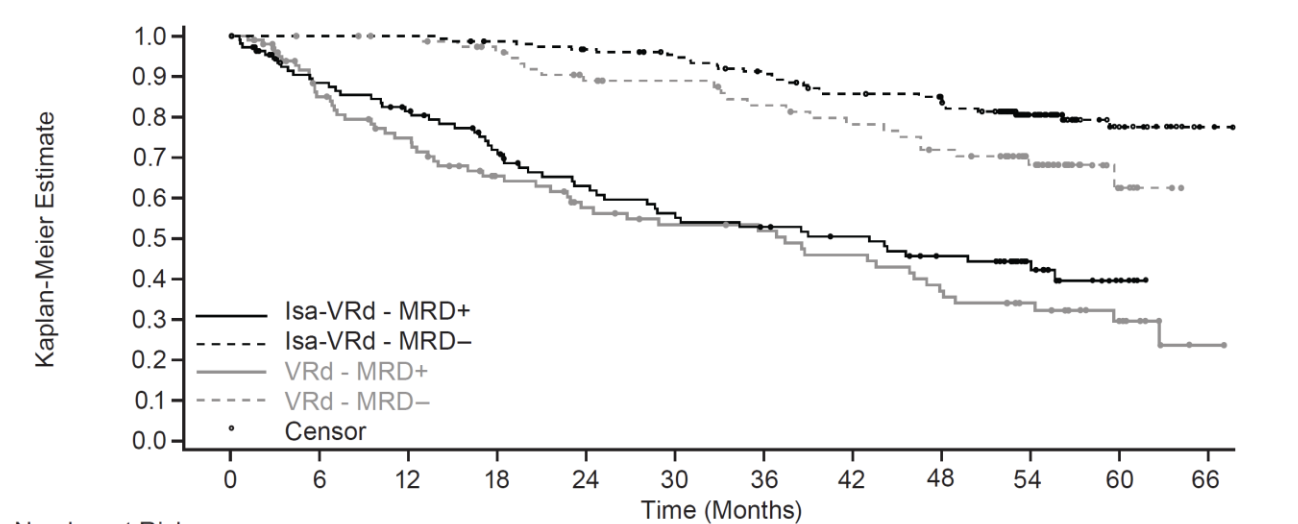 Kaplan-Meier Estimate
1.0
0.9
0.8
0.7
0.6
0.5
0.4
0.3
0.2
0.1
0.0
Isa-VRd - MRD+
Isa-VRd - MRD–
VRd - MRD+
VRd - MRD–
Censor
0 6 12 18 24 30 36 42 48 54 60 66
Time (Months)